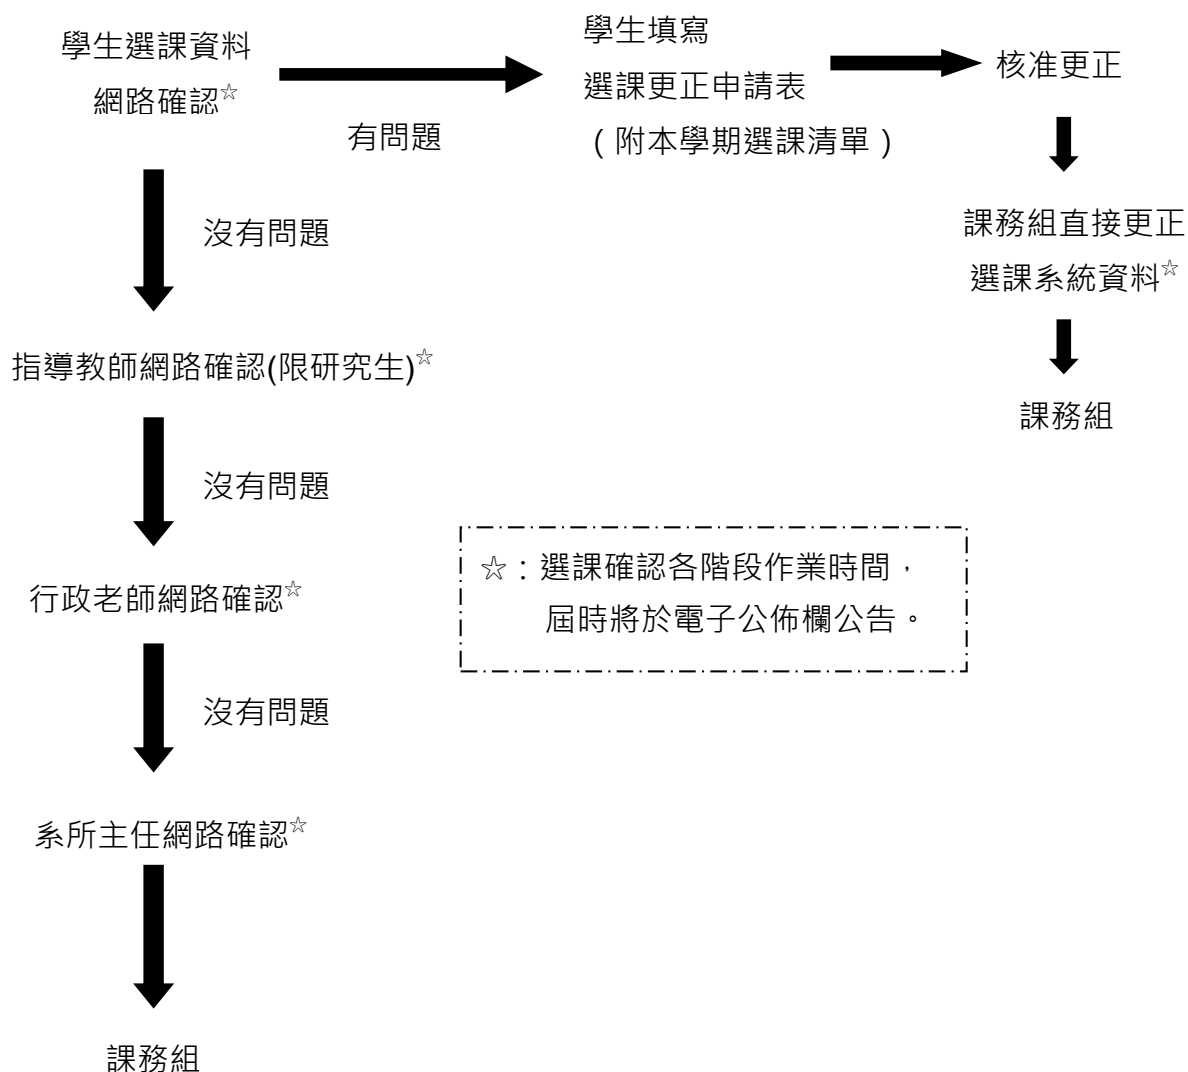 學生選課資料
網路確認☆
有問題
學生填寫
選課更正申請表
（附本學期選課清單）
核准更正
課務組直接更正
選課系統資料☆
課務組
沒有問題
指導教師網路確認(限研究生)☆
沒有問題
行政老師網路確認☆
沒有問題
系所主任網路確認☆
課務組
☆：選課確認各階段作業時間，
屆時將於電子公佈欄公告。